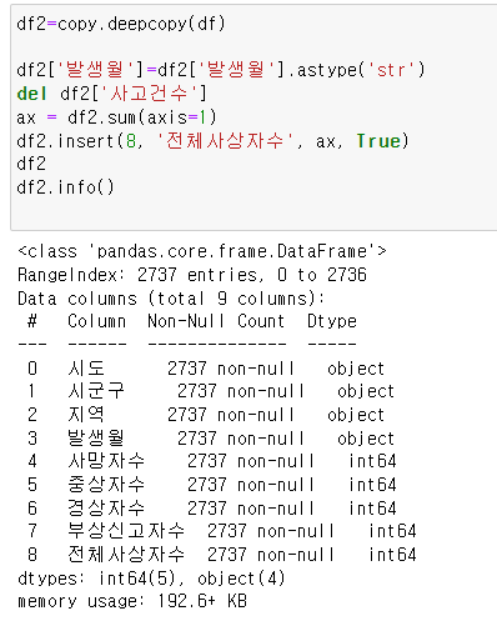 df2=copy.deepcopy(df)
df2['발생월']=df2['발생월'].astype('str')
del df2['사고건수']
ax = df2.sum(axis=1)
df2.insert(8, '전체사상자수', ax, True)
df2
df2.info()
<class 'pandas.core.frame.DataFrame'>
RangeIndex: 2737 entries, 0 to 2736
Data columns (total 9 columns):
 #   Column  Non-Null Count  Dtype
---  ------  --------------  -----
 0   시도      2737 non-null   object
 1   시군구     2737 non-null   object
 2   지역      2737 non-null   object
 3   발생월     2737 non-null   object
 4   사망자수    2737 non-null   int64
 5   중상자수    2737 non-null   int64
 6   경상자수    2737 non-null   int64
 7   부상신고자수  2737 non-null   int64
 8   전체사상자수  2737 non-null   int64
dtypes: int64(5), object(4)
memory usage: 192.6+ KB